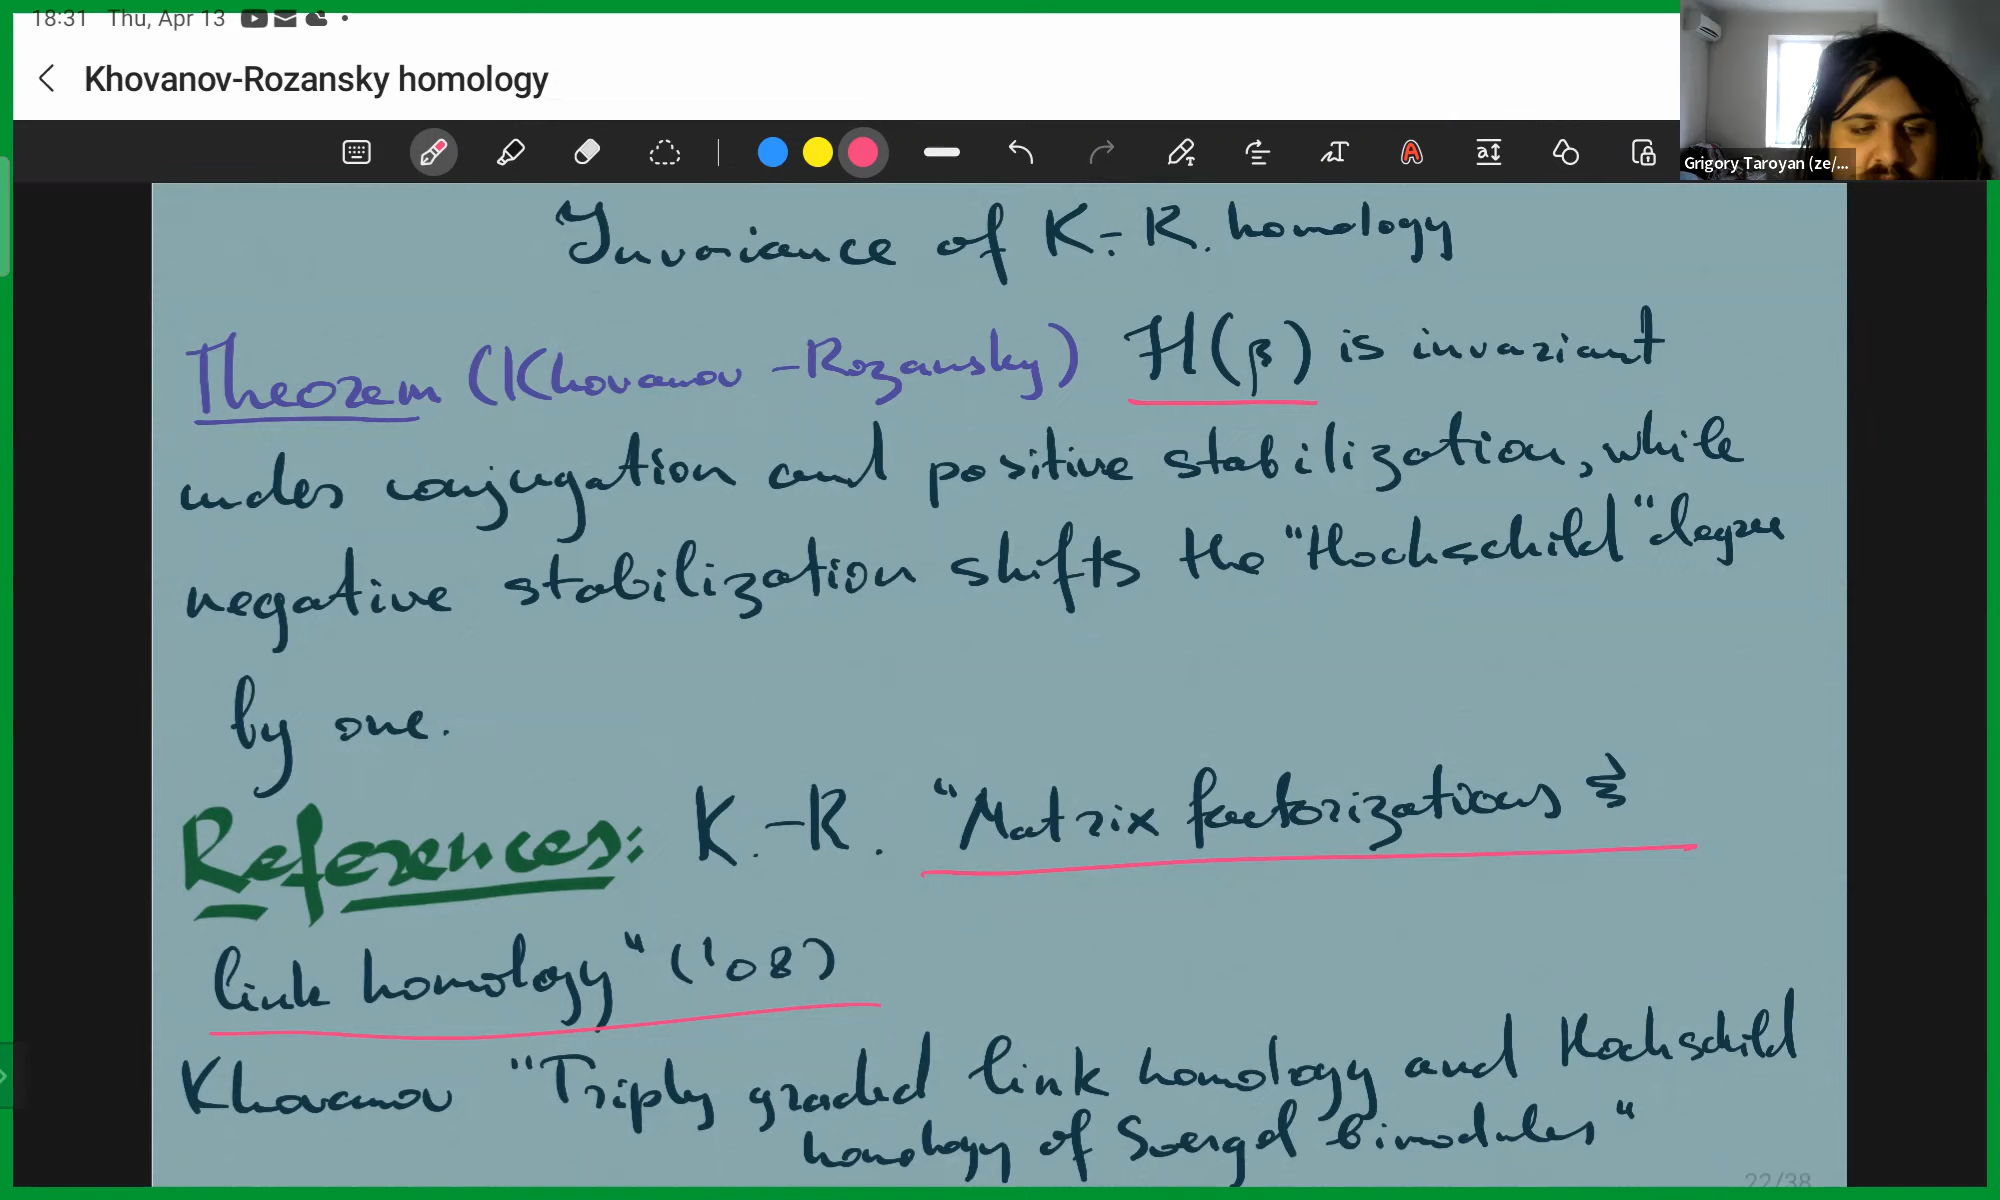 18:31 Thu, Apr 13
Khovanov-Rozansky homology
Grigory Taroyan (ze/...
Invariance of K.-R. homology
Theorem (Khovanov-Rozansky) H(β) is invariant
under conjugation and positive stabilization, while
negative stabilization shifts the "Hochschild" degree
by one.
References: K.-R. "Matrix factorizations &
link homology" ('08)
Khovanov "Triply graded link homology and Hochschild
homology of Soergel bimodules"
22/38